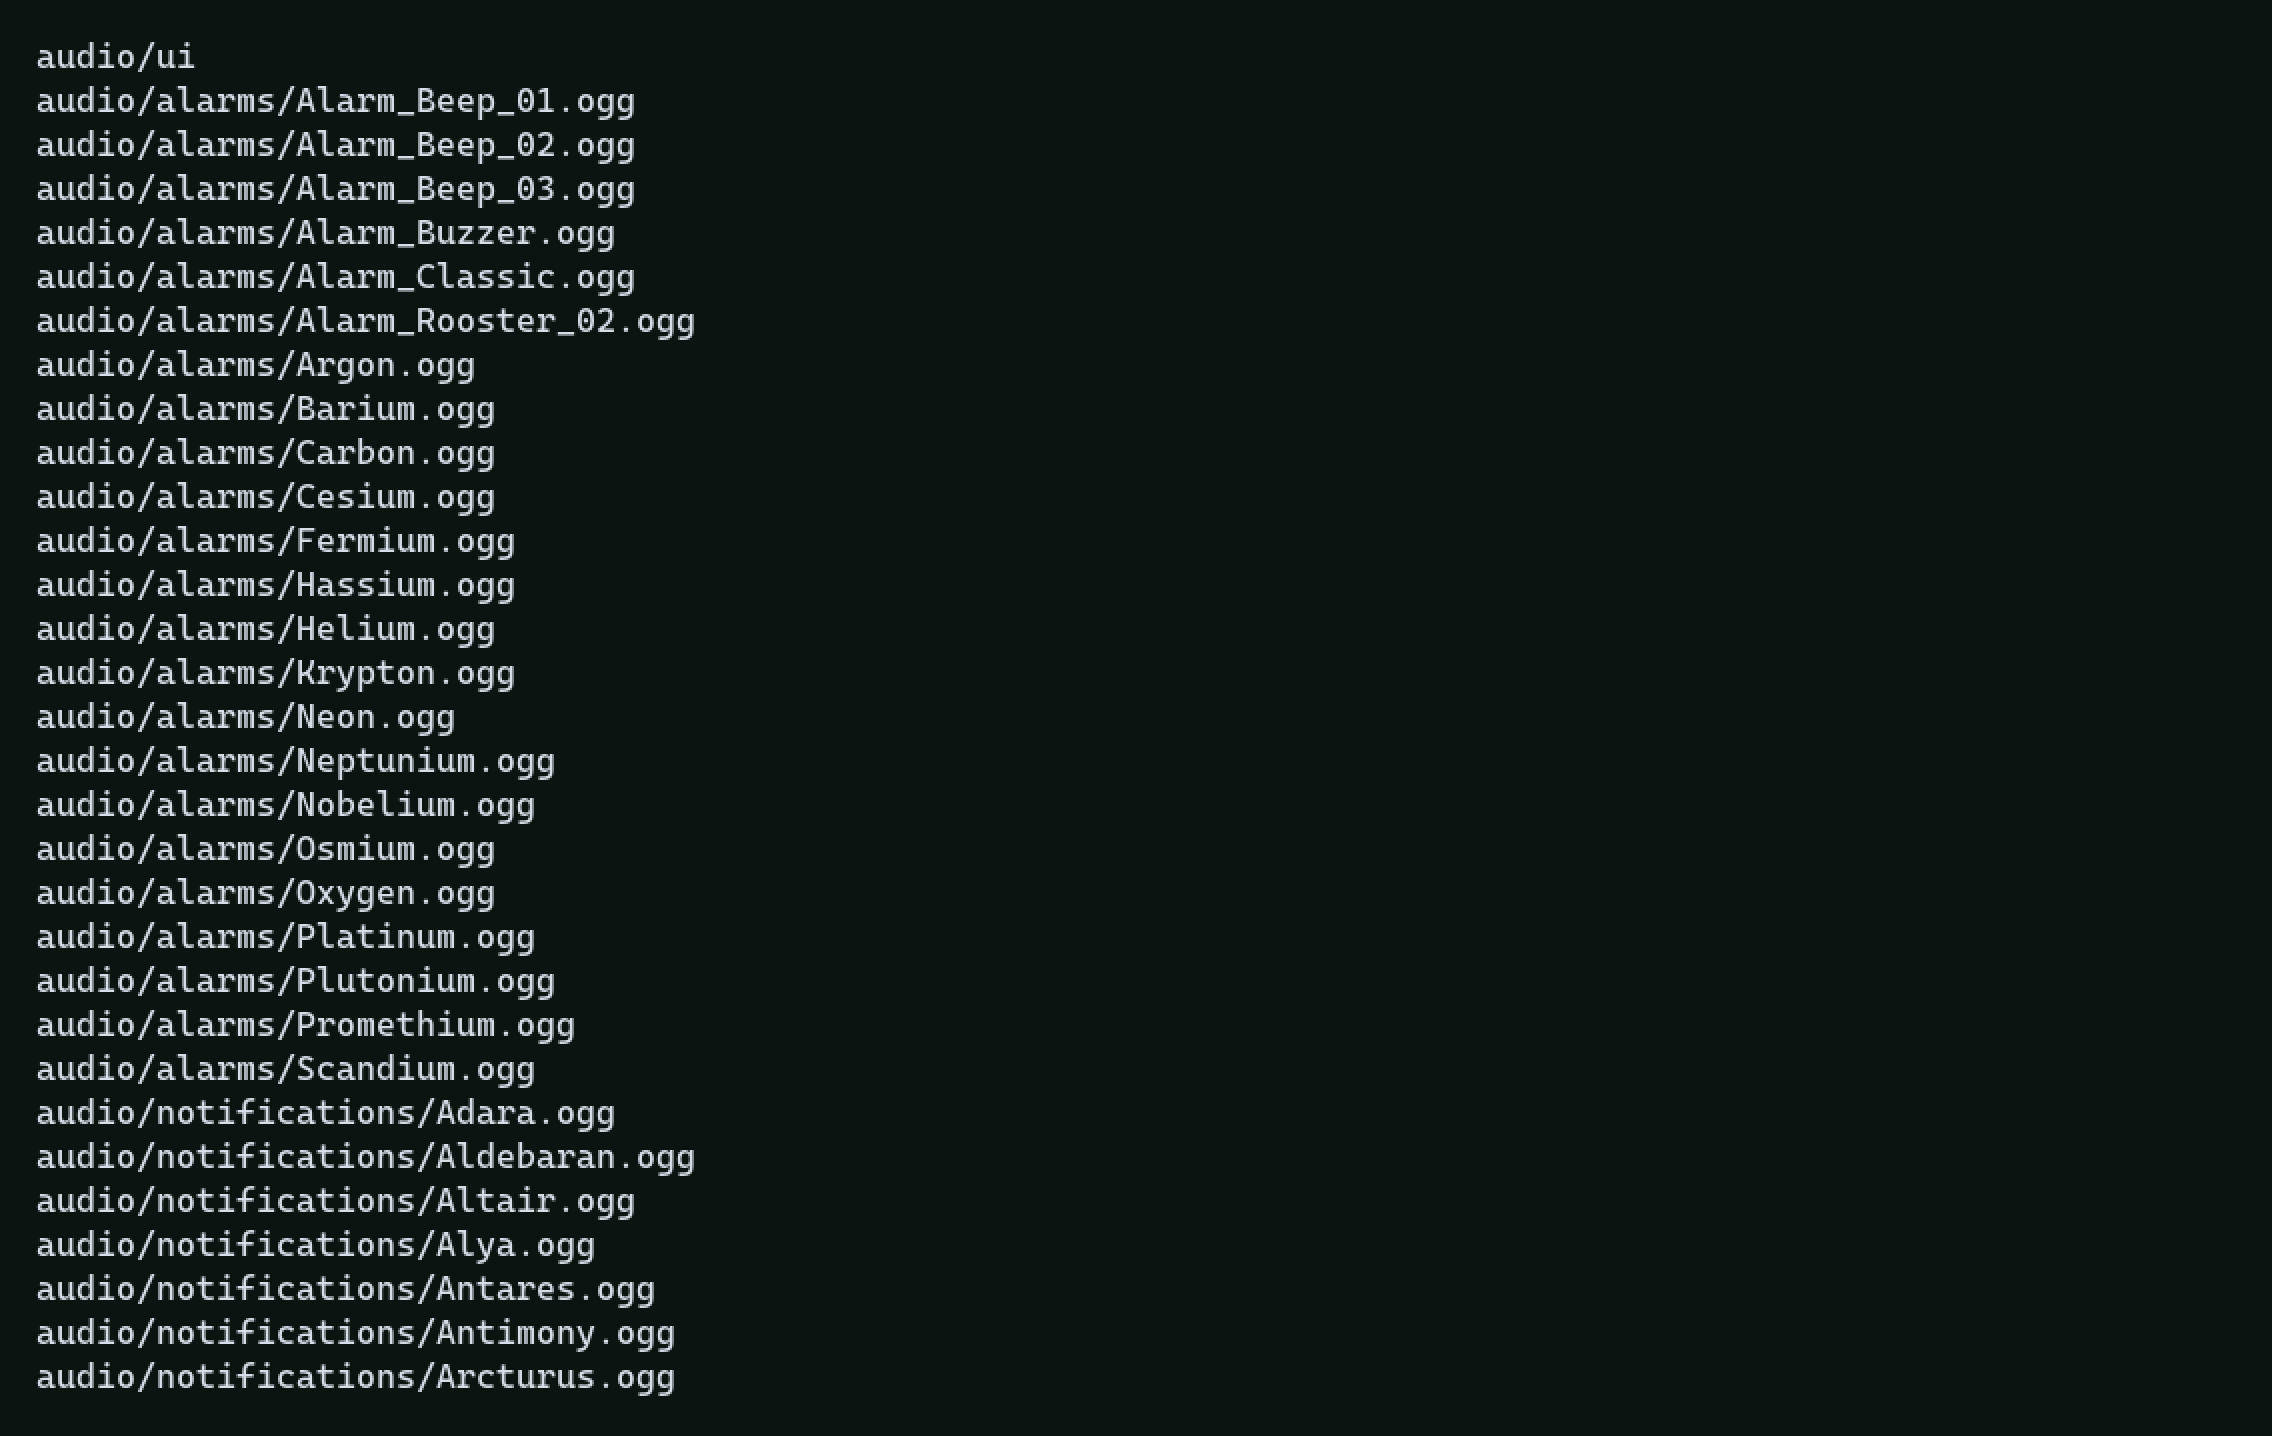 audio/ui
audio/alarms/Alarm_Beep_01.ogg
audio/alarms/Alarm_Beep_02.ogg
audio/alarms/Alarm_Beep_03.ogg
audio/alarms/Alarm_Buzzer.ogg
audio/alarms/Alarm_Classic.ogg
audio/alarms/Alarm_Rooster_02.ogg
audio/alarms/Argon.ogg
audio/alarms/Barium.ogg
audio/alarms/Carbon.ogg
audio/alarms/Cesium.ogg
audio/alarms/Fermium.ogg
audio/alarms/Hassium.ogg
audio/alarms/Helium.ogg
audio/alarms/Krypton.ogg
audio/alarms/Neon.ogg
audio/alarms/Neptunium.ogg
audio/alarms/Nobelium.ogg
audio/alarms/Osmium.ogg
audio/alarms/Oxygen.ogg
audio/alarms/Platinum.ogg
audio/alarms/Plutonium.ogg
audio/alarms/Promethium.ogg
audio/alarms/Scandium.ogg
audio/notifications/Adara.ogg
audio/notifications/Aldebaran.ogg
audio/notifications/Altair.ogg
audio/notifications/Alya.ogg
audio/notifications/Antares.ogg
audio/notifications/Antimony.ogg
audio/notifications/Arcturus.ogg